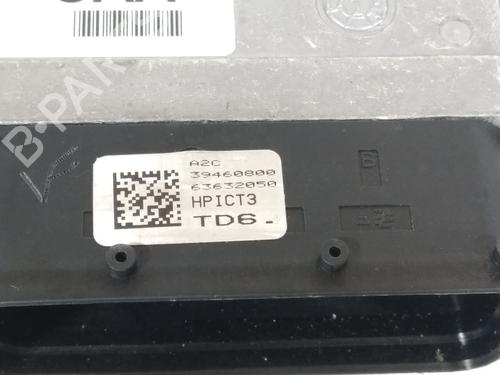 B-PARTS
A2C
39460800
63632050
HPICT3
TD6-
B